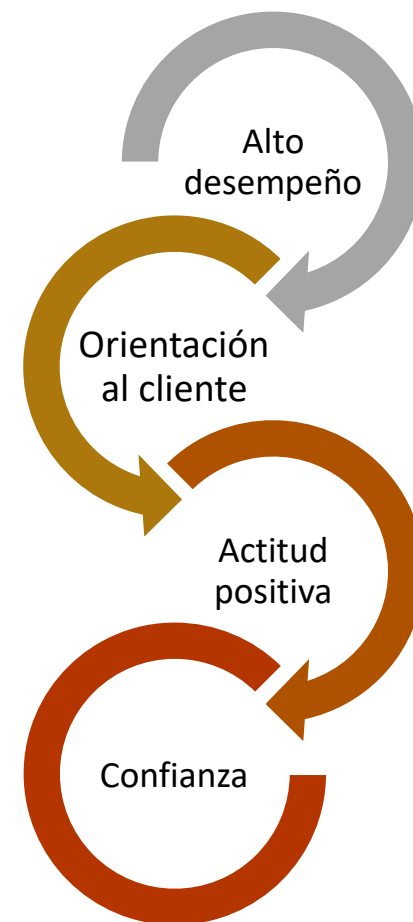 Alto
desempeño
Orientación
al cliente
Actitud
positiva
Confianza